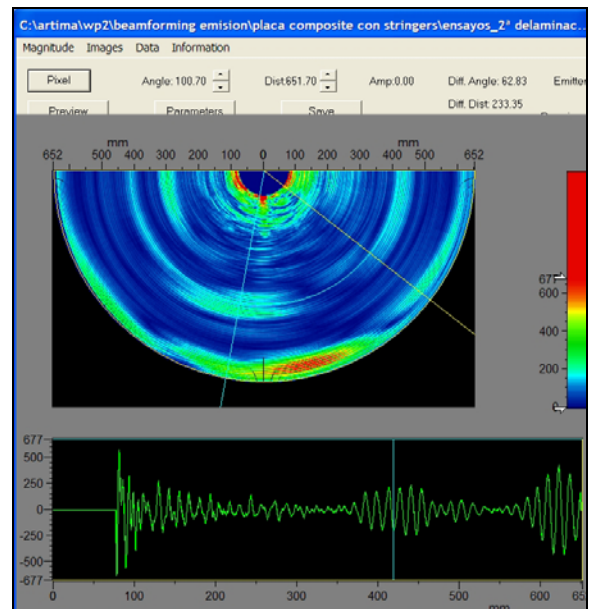 C:\artima\wp2\beamforming emision\placa composite con stringers\ensayos_2ª delaminac...
Magnitude Images Data Information
Pixel Angle: 100.70 Dist:651.70 Amp:0.00 Diff. Angle: 62.83 Emitter
Diff. Dist: 233.35
Preview Parameters Save
mm mm
652 500 400 300 200 100 0 100 200 300 400 500 652
677
600
400
200
0
677
500
250
0
-250
-500
-677
0 100 200 300 400 500 600 65
mm